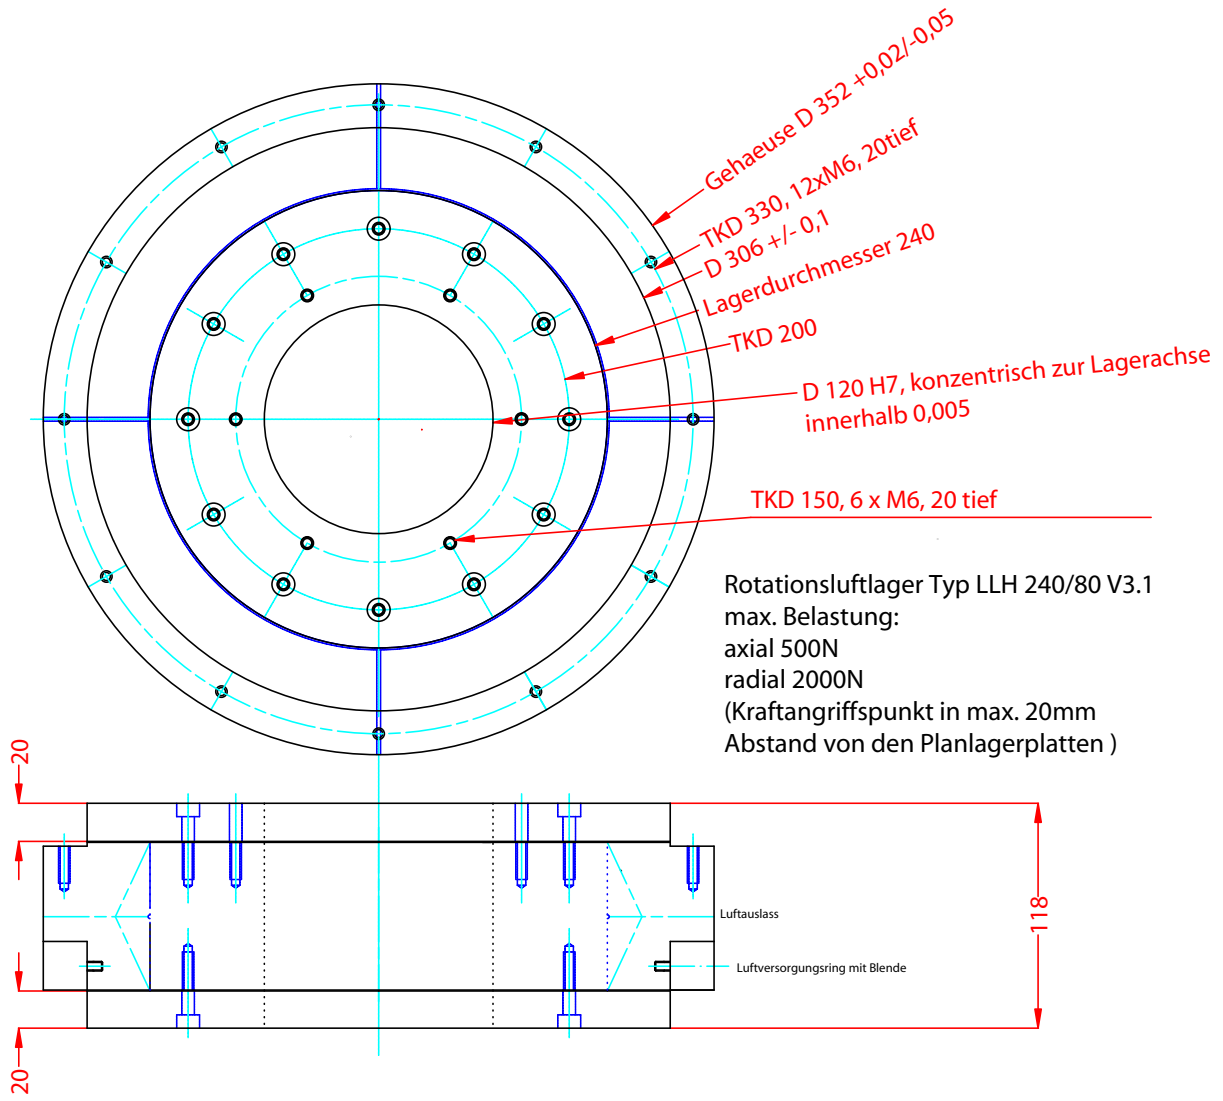 Gehaeuse D 352 +0,02/-0,05
TKD 330, 12xM6, 20tief
D 306 +/- 0,1
Lagerdurchmesser 240
TKD 200
D 120 H7, konzentrisch zur Lagerachse
innerhalb 0,005
TKD 150, 6 x M6, 20 tief
Rotationsluftlager Typ LLH 240/80 V3.1
max. Belastung:
axial 500N
radial 2000N
(Kraftangriffspunkt in max. 20mm
Abstand von den Planlagerplatten )
20
118
Luftauslass
Luftversorgungsring mit Blende
20